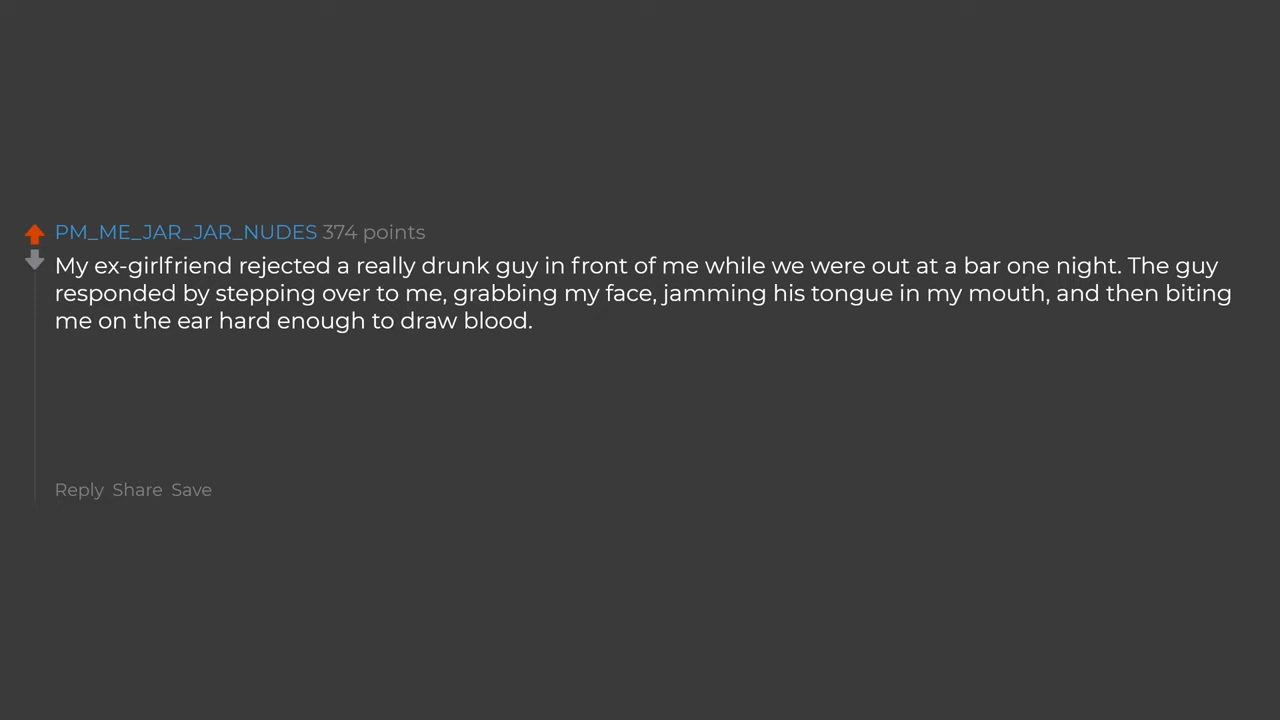 PM_ME_JAR_JAR_NUDES 374 points
My ex-girlfriend rejected a really drunk guy in front of me while we were out at a bar one night. The guy
responded by stepping over to me, grabbing my face, jamming his tongue in my mouth, and then biting
me on the ear hard enough to draw blood.
Reply Share Save